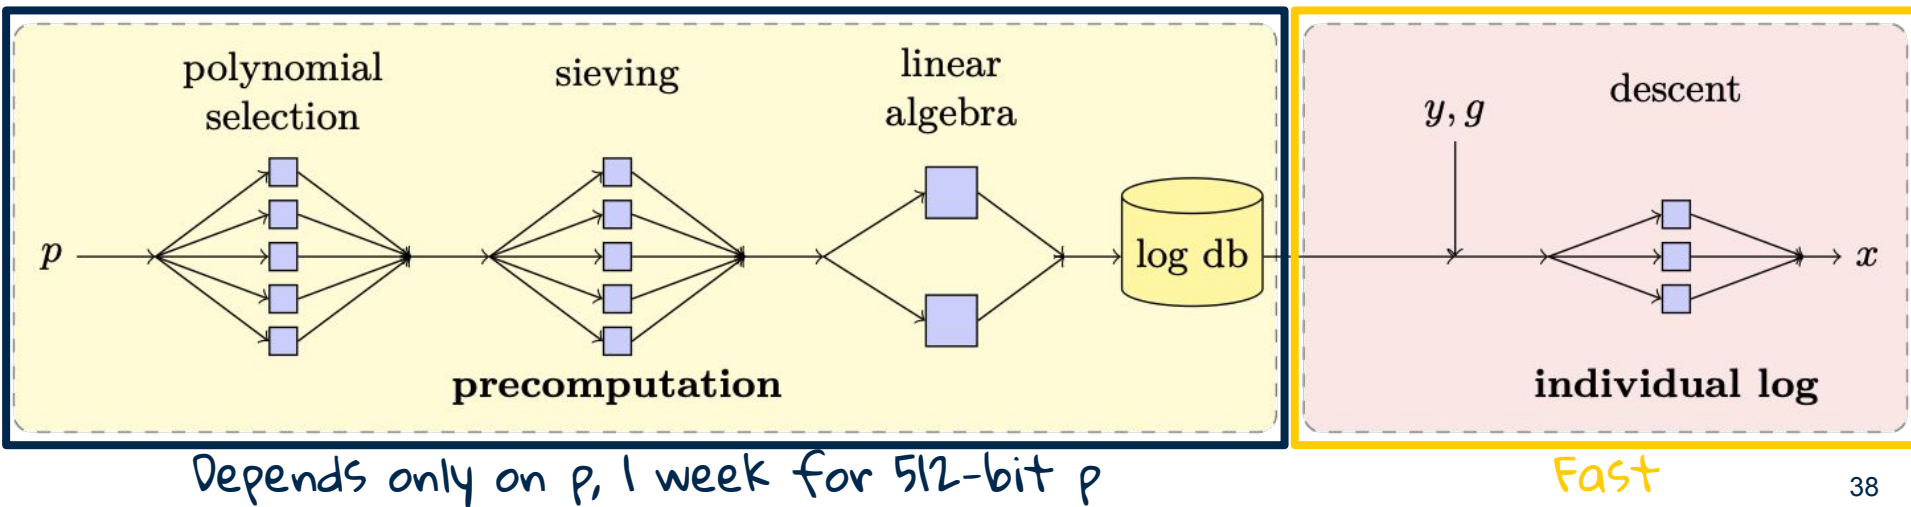 polynomial
selection
sieving
linear
algebra
p
log db
precomputation
y, g
descent
x
individual log
Depends only on p, 1 week for 512-bit p
Fast
38